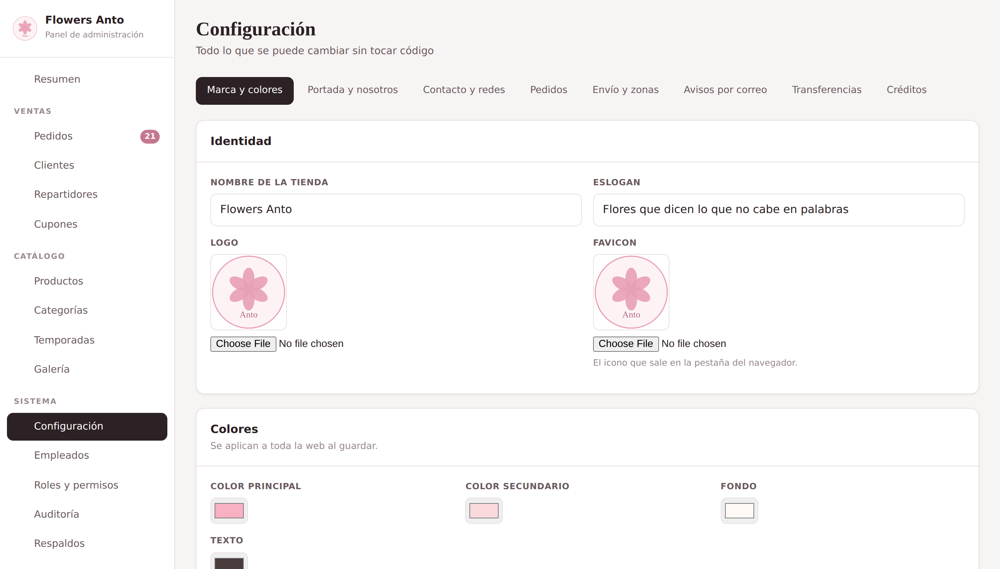 Flowers Anto
Panel de administración
Anto
Resumen
VENTAS
Pedidos 21
Clientes
Repartidores
Cupones
CATÁLOGO
Productos
Categorías
Temporadas
Galería
SISTEMA
Configuración
Empleados
Roles y permisos
Auditoría
Respaldos
Configuración
Todo lo que se puede cambiar sin tocar código
Marca y colores Portada y nosotros Contacto y redes Pedidos Envío y zonas Avisos por correo Transferencias Créditos
Identidad
NOMBRE DE LA TIENDA ESLOGAN
Flowers Anto Flores que dicen lo que no cabe en palabras
LOGO FAVICON
Anto Anto
Choose File No file chosen Choose File No file chosen
El icono que sale en la pestaña del navegador.
Colores
Se aplican a toda la web al guardar.
COLOR PRINCIPAL COLOR SECUNDARIO FONDO
TEXTO